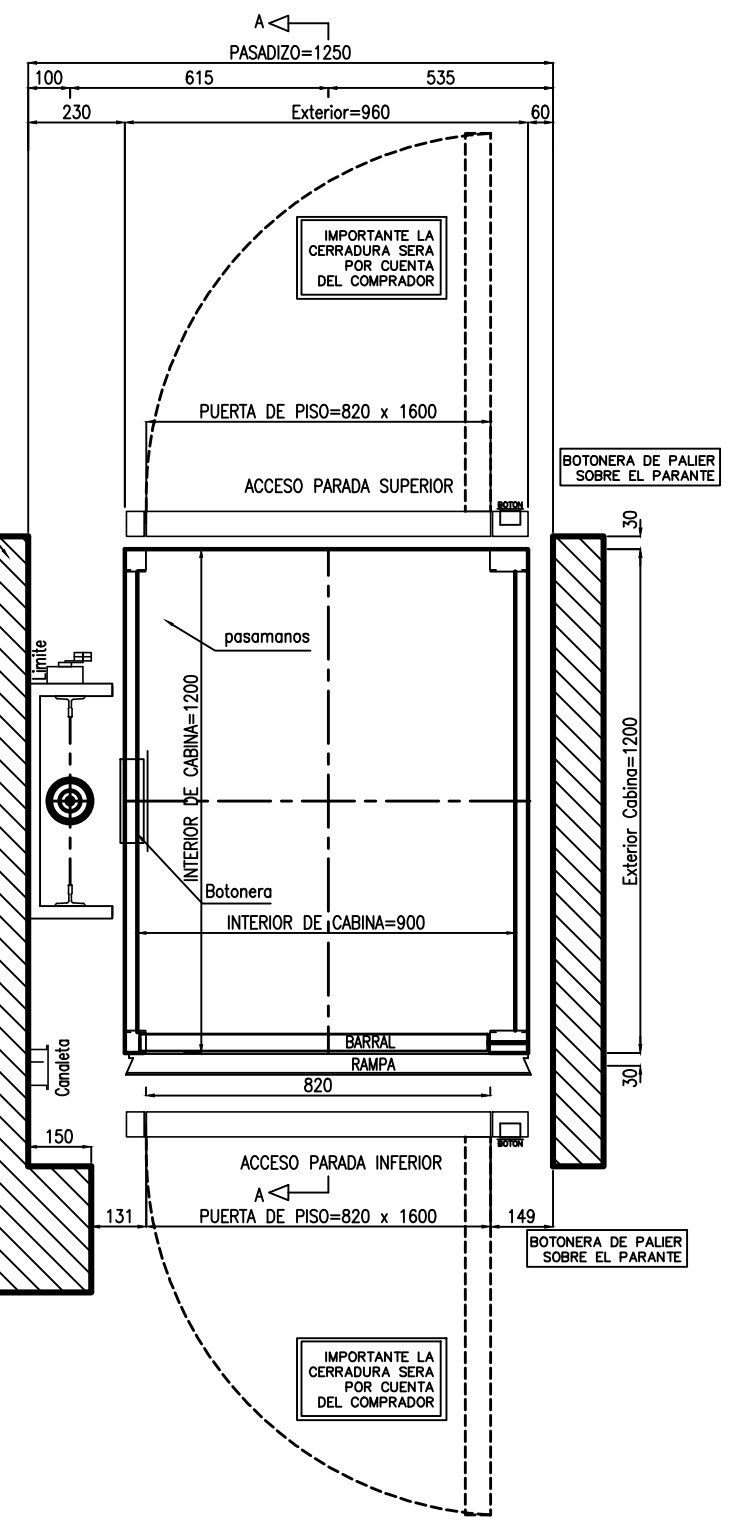 A
PASADIZO=1250
100
615
535
230
Exterior=960
60
IMPORTANTE LA
CERRADURA SERA
POR CUENTA
DEL COMPRADOR
PUERTA DE PISO=820 x 1600
BOTONERA DE PALIER
SOBRE EL PARANTE
ACCESO PARADA SUPERIOR
BOTON
30
pasamanos
Limite
INTERIOR DE CABINA=1200
Exterior Cabina=1200
Botonera
INTERIOR DE CABINA=900
BARRAL
RAMPA
Canaleta
30
820
150
BOTON
ACCESO PARADA INFERIOR
A
131
PUERTA DE PISO=820 x 1600
149
BOTONERA DE PALIER
SOBRE EL PARANTE
IMPORTANTE LA
CERRADURA SERA
POR CUENTA
DEL COMPRADOR